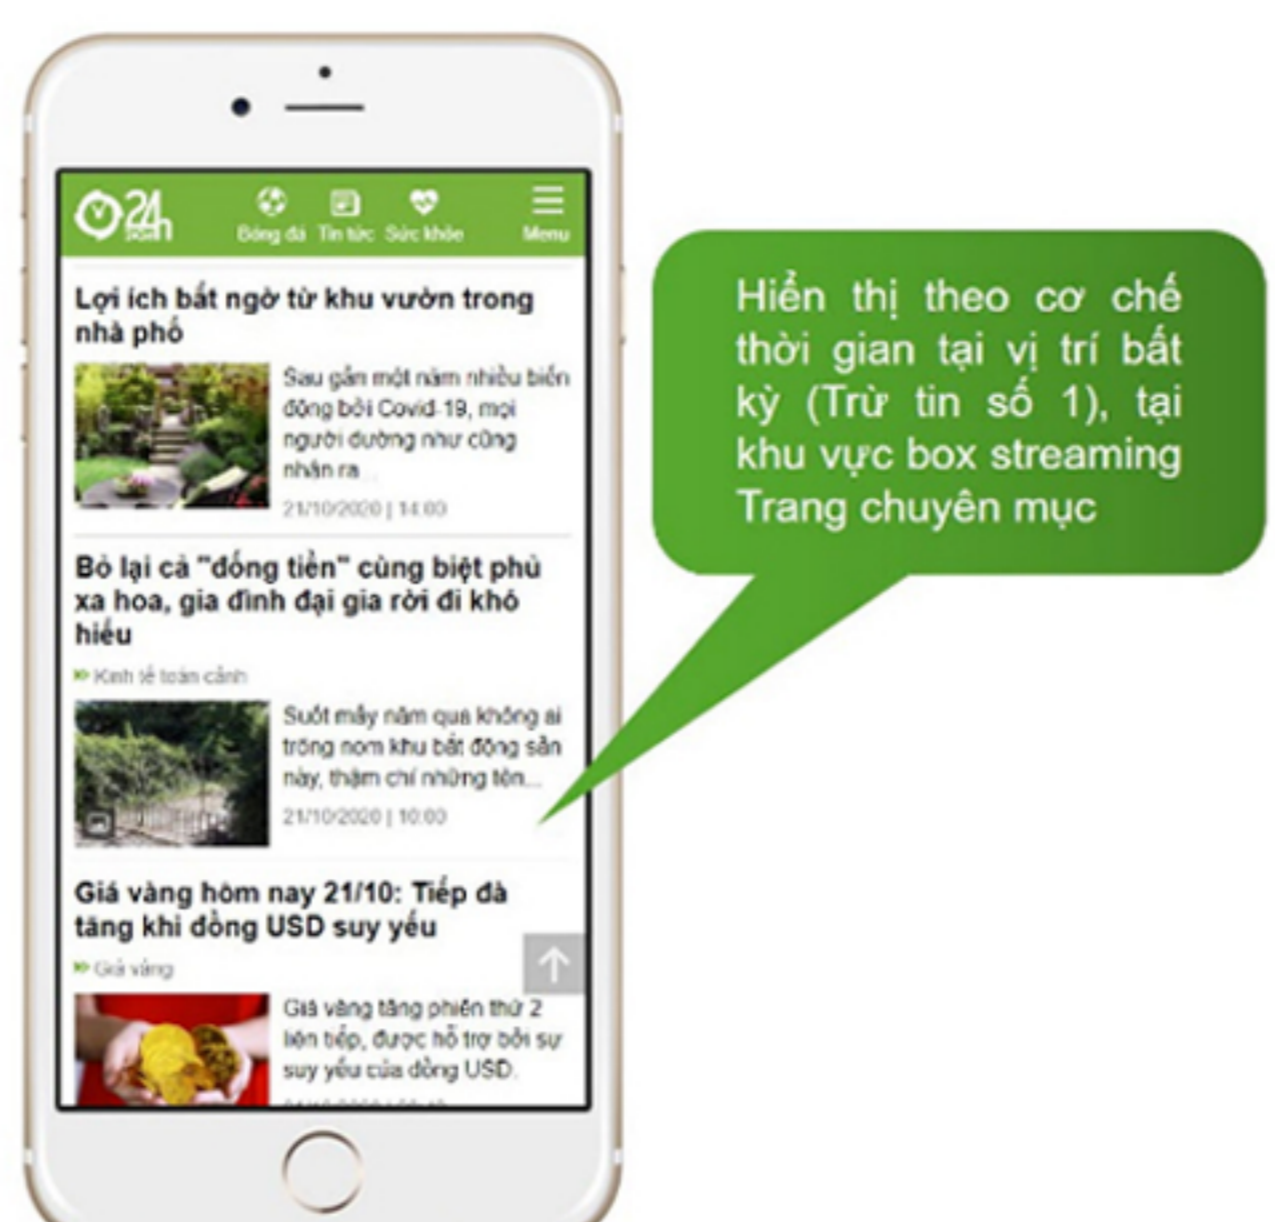 24h
Bóng đá Tin tức Sức khỏe Menu
Lợi ích bất ngờ từ khu vườn trong
nhà phố
Sau gần một năm nhiều biến
động bởi Covid-19, mọi
người dường như cũng
nhận ra...
21/10/2020 | 14:00
Bỏ lại cả "đống tiền" cùng biệt phủ
xa hoa, gia đình đại gia rời đi khó
hiểu
Kinh tế toàn cảnh
Suốt mấy năm qua không ai
trông nom khu bất động sản
này, thậm chí những tên...
21/10/2020 | 10:00
Giá vàng hôm nay 21/10: Tiếp đà
tăng khi đồng USD suy yếu
Giá vàng
Giá vàng tăng phiên thứ 2
liên tiếp, được hỗ trợ bởi sự
suy yếu của đồng USD.
Hiển thị theo cơ chế
thời gian tại vị trí bất
kỳ (Trừ tin số 1), tại
khu vực box streaming
Trang chuyên mục